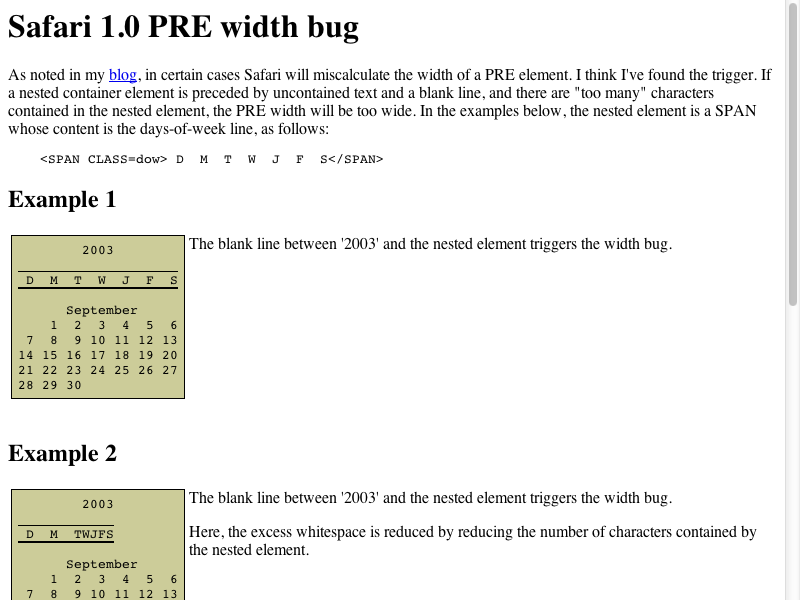 Safari 1.0 PRE width bug
As noted in my blog, in certain cases Safari will miscalculate the width of a PRE element. I think I've found the trigger. If
a nested container element is preceded by uncontained text and a blank line, and there are "too many" characters
contained in the nested element, the PRE width will be too wide. In the examples below, the nested element is a SPAN
whose content is the days-of-week line, as follows:
<SPAN CLASS=dow> D  M  T  W  J  F  S</SPAN>
Example 1
2003
D  M  T  W  J  F  S
September
1  2  3  4  5  6
7  8  9 10 11 12 13
14 15 16 17 18 19 20
21 22 23 24 25 26 27
28 29 30
The blank line between '2003' and the nested element triggers the width bug.
Example 2
2003
D  M  TWJFS
September
1  2  3  4  5  6
7  8  9 10 11 12 13
The blank line between '2003' and the nested element triggers the width bug.
Here, the excess whitespace is reduced by reducing the number of characters contained by
the nested element.